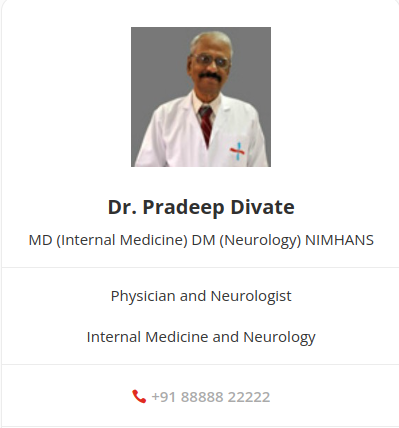 Dr. Pradeep Divate
MD (Internal Medicine) DM (Neurology) NIMHANS
Physician and Neurologist
Internal Medicine and Neurology
+91 88888 22222